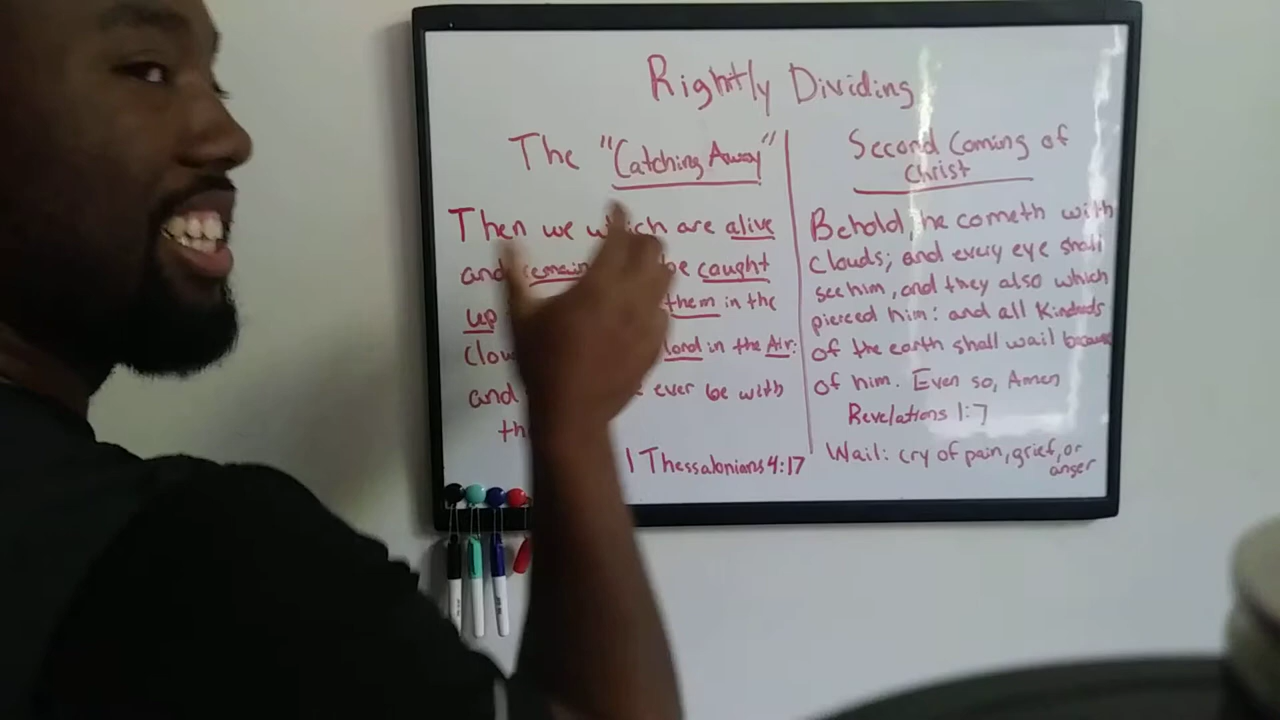 Rightly Dividing
The "Catching Away"
Then we which are alive
and remain be caught
up them in the
Lord in the Air:
and ever be with
1 Thessalonians 4:17
Second Coming of
Christ
Behold he cometh with
clouds; and every eye shall
see him, and they also which
pierced him: and all Kindreds
of the earth shall wail because
of him. Even so, Amen
Revelations 1:7
Wail: cry of pain, grief, or
anger